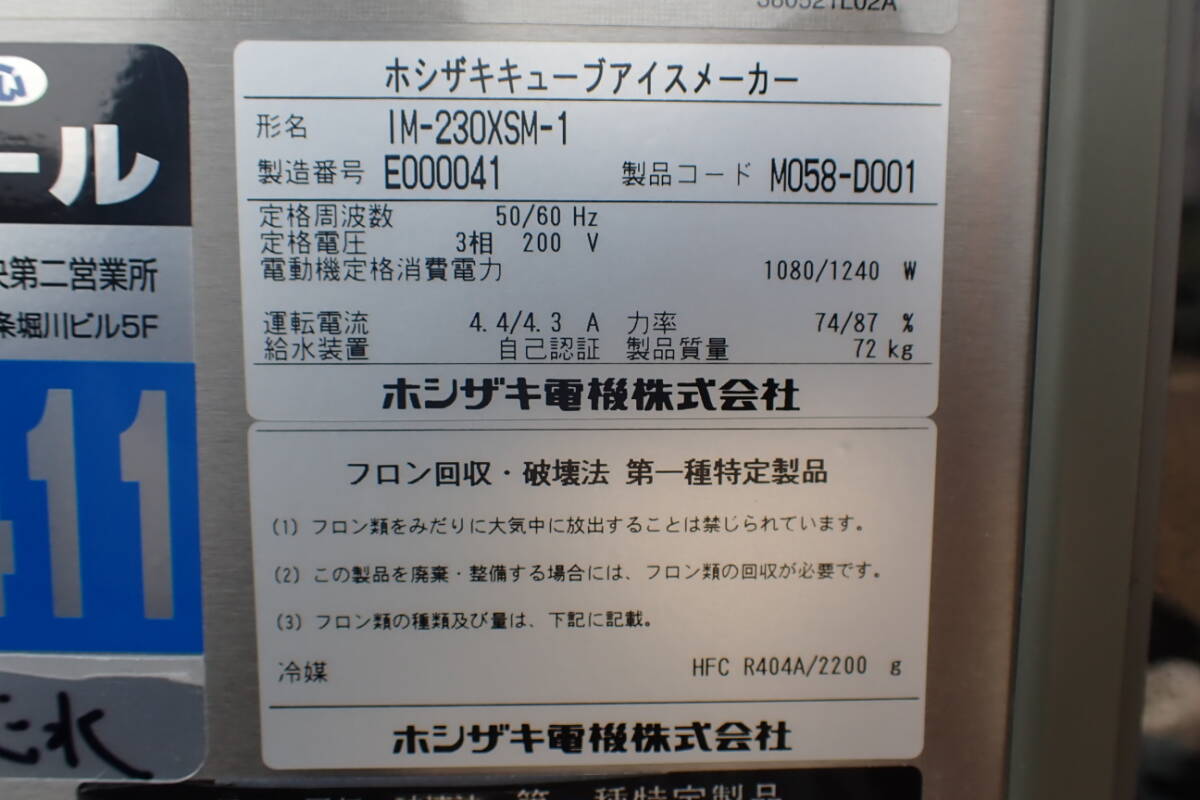 380521E02A
ール
第二営業所
条堀川ビル5F
11
ホシザキキューブアイスメーカー
形名 IM-230XSM-1
製造番号 E000041 製品コード M058-D001
定格周波数 50/60 Hz
定格電圧 3相 200 V
電動機定格消費電力 1080/1240 W
運転電流 4.4/4.3 A 力率 74/87 %
給水装置 自己認証 製品質量 72 kg
ホシザキ電機株式会社
フロン回収・破壊法 第一種特定製品
(1) フロン類をみだりに大気中に放出することは禁じられています。
(2) この製品を廃棄・整備する場合には、フロン類の回収が必要です。
(3) フロン類の種類及び量は、下記に記載。
冷媒 HFC R404A/2200 g
ホシザキ電機株式会社
第一種特定製品